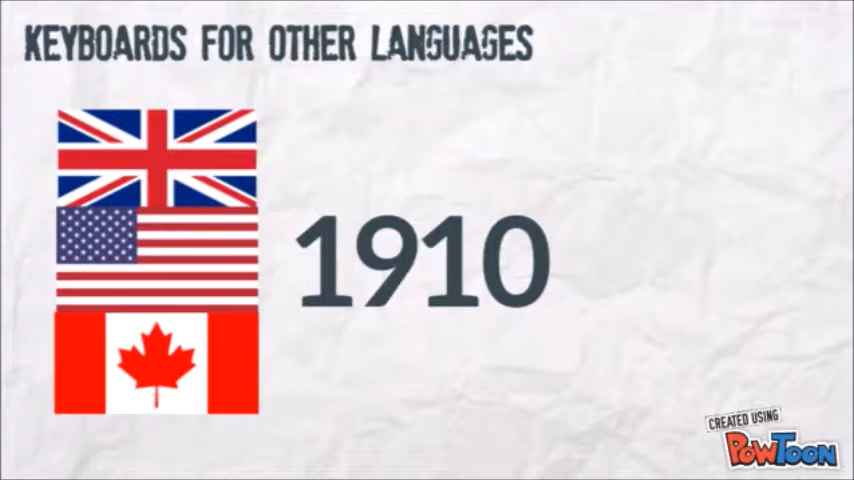 KEYBOARDS FOR OTHER LANGUAGES
1910
CREATED USING
POWTOON